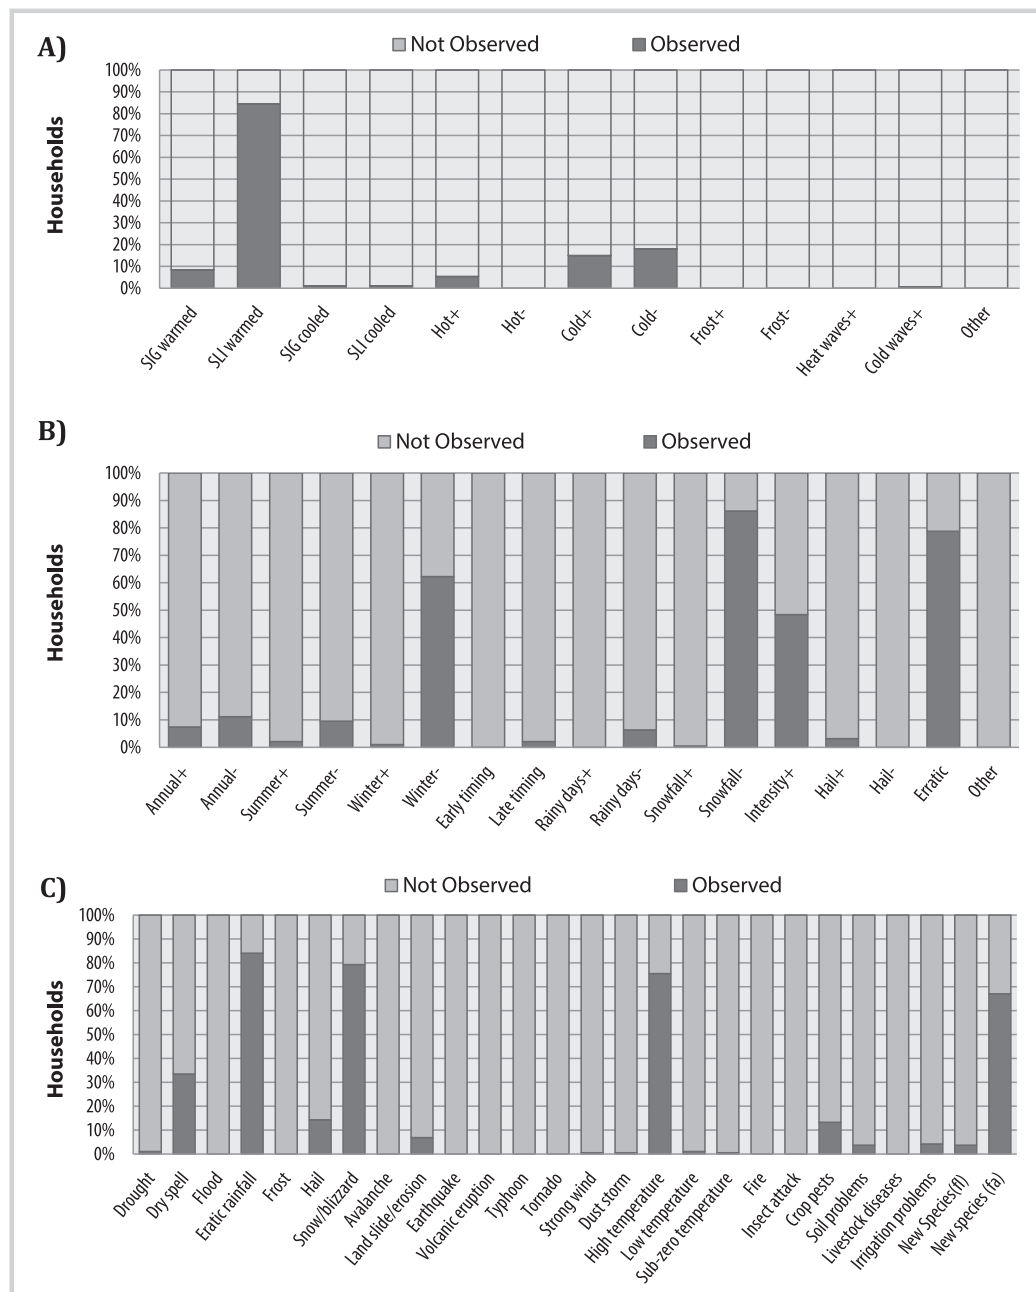 A)
Not Observed Observed
Households
100%
90%
80%
70%
60%
50%
40%
30%
20%
10%
0%
SIG warmed SLI warmed SIG cooled SLI cooled Hot+ Hot- Cold+ Cold- Frost+ Frost- Heat waves+ Cold waves+ Other
B)
Not Observed Observed
Households
100%
90%
80%
70%
60%
50%
40%
30%
20%
10%
0%
Annual+ Annual- Summer+ Summer- Winter+ Winter- Early timing Late timing Rainy days+ Rainy days- Snowfall+ Snowfall- Intensity+ Hail+ Hail- Erratic Other
C)
Not Observed Observed
Households
100%
90%
80%
70%
60%
50%
40%
30%
20%
10%
0%
Drought Dry spell Flood Eratic rainfall Frost Hail Snow/blizzard Avalanche Land slide/erosion Earthquake Volcanic eruption Typhoon Tornado Strong wind Dust storm High temperature Low temperature Sub-zero temperature Fire Insect attack Crop pests Soil problems Livestock diseases Irrigation problems New Species(fl) New species (fa)